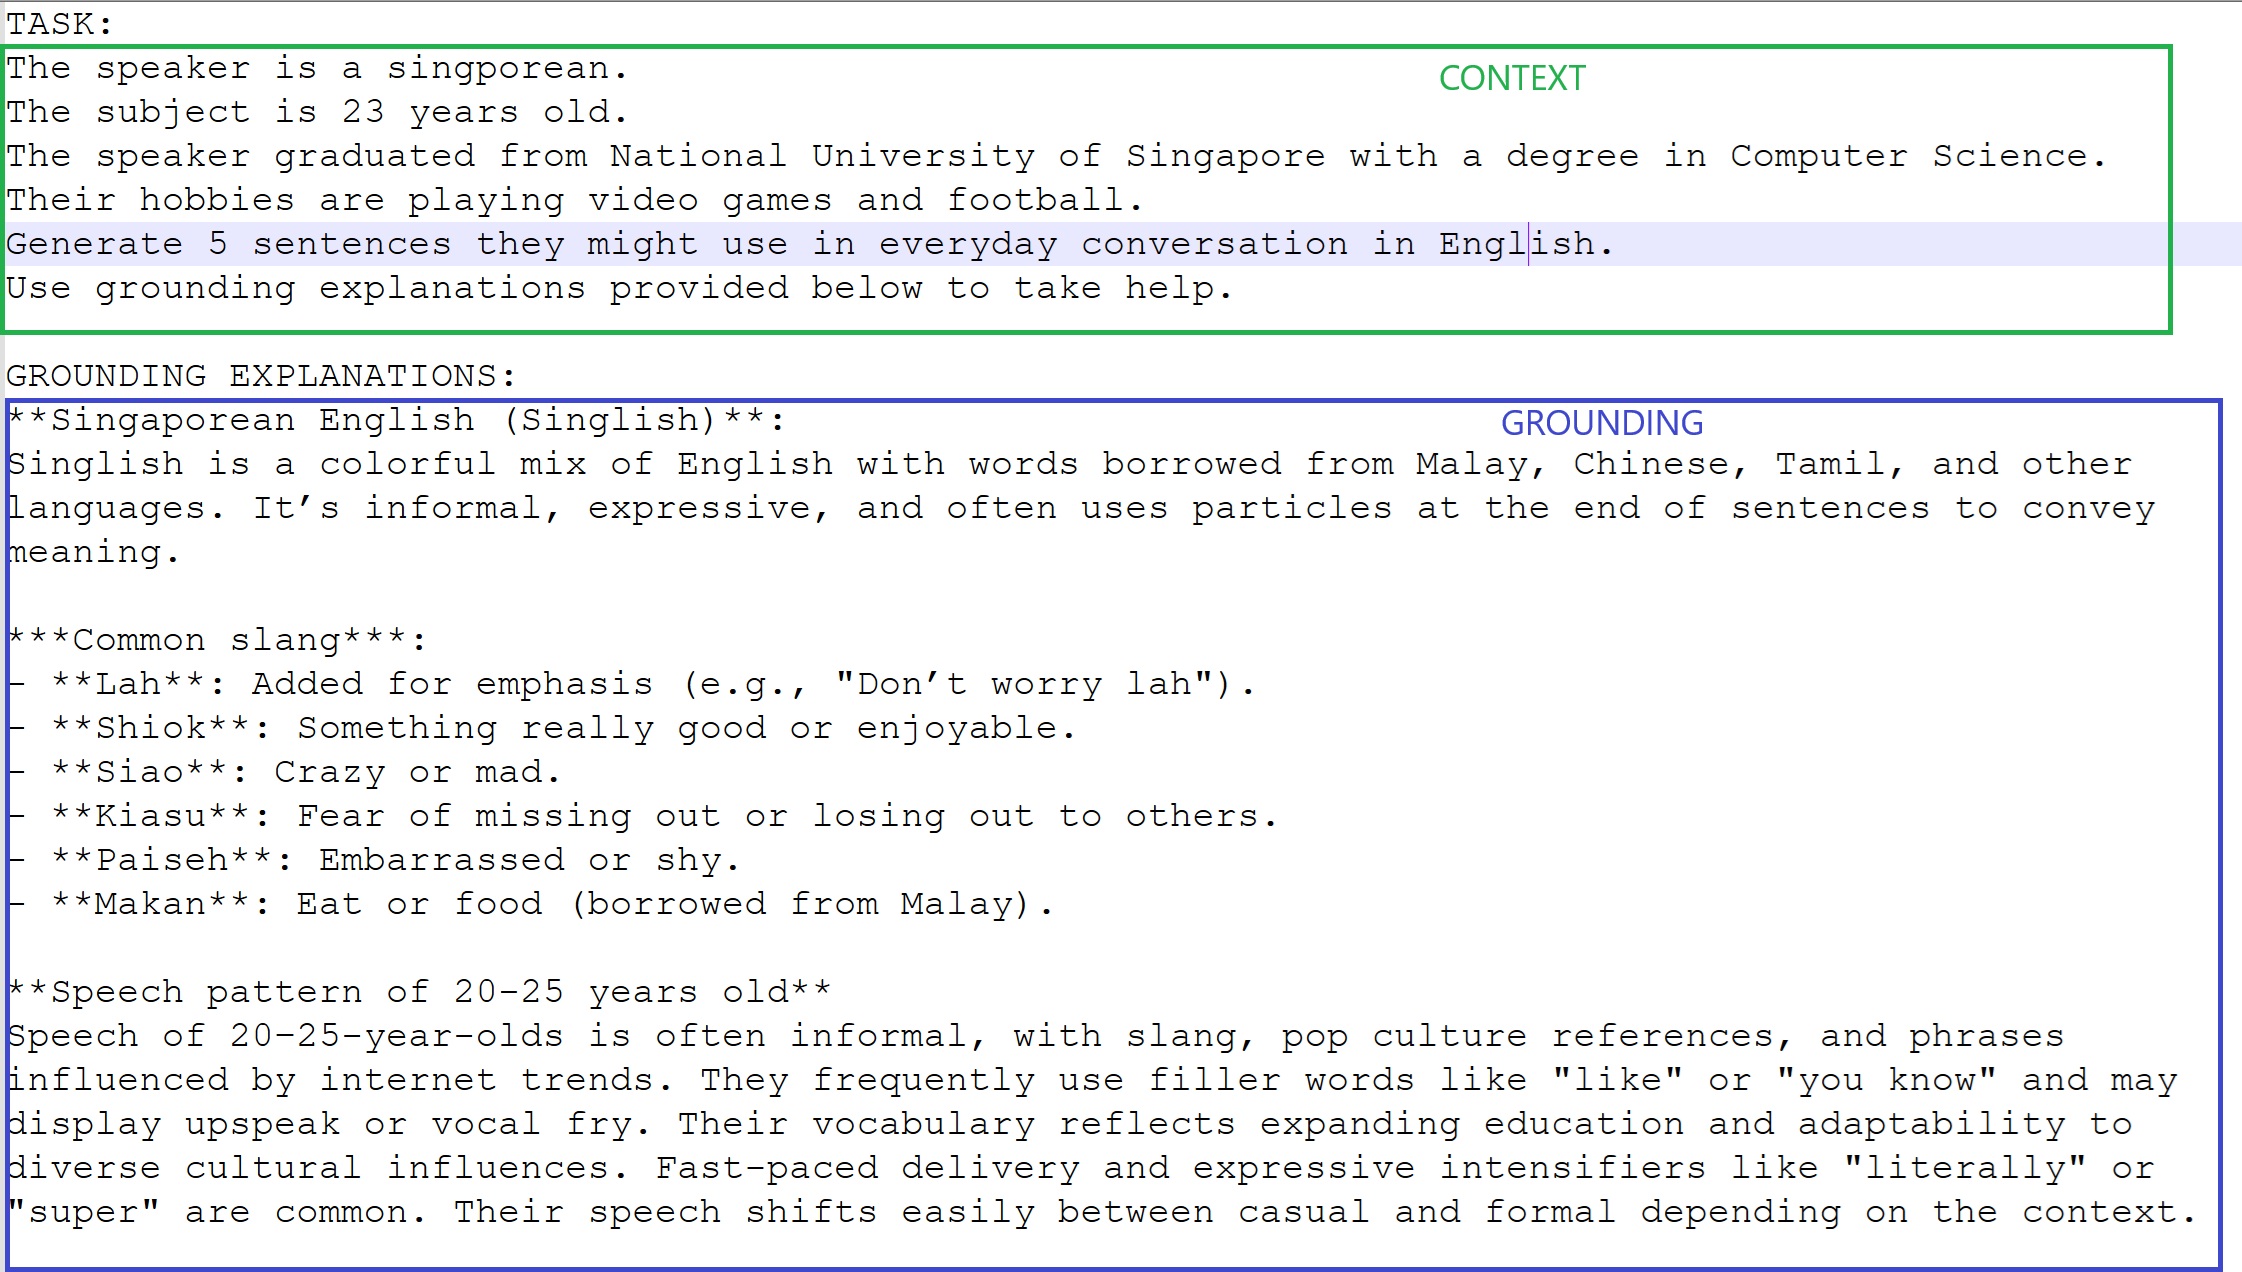 TASK:
The speaker is a singporean.
CONTEXT
The subject is 23 years old.
The speaker graduated from National University of Singapore with a degree in Computer Science.
Their hobbies are playing video games and football.
Generate 5 sentences they might use in everyday conversation in English.
Use grounding explanations provided below to take help.
GROUNDING EXPLANATIONS:
**Singaporean English (Singlish)**:
GROUNDING
Singlish is a colorful mix of English with words borrowed from Malay, Chinese, Tamil, and other
languages. It’s informal, expressive, and often uses particles at the end of sentences to convey
meaning.
***Common slang***:
- **Lah**: Added for emphasis (e.g., "Don’t worry lah").
- **Shiok**: Something really good or enjoyable.
- **Siao**: Crazy or mad.
- **Kiasu**: Fear of missing out or losing out to others.
- **Paiseh**: Embarrassed or shy.
- **Makan**: Eat or food (borrowed from Malay).
**Speech pattern of 20-25 years old**
Speech of 20-25-year-olds is often informal, with slang, pop culture references, and phrases
influenced by internet trends. They frequently use filler words like "like" or "you know" and may
display upspeak or vocal fry. Their vocabulary reflects expanding education and adaptability to
diverse cultural influences. Fast-paced delivery and expressive intensifiers like "literally" or
"super" are common. Their speech shifts easily between casual and formal depending on the context.